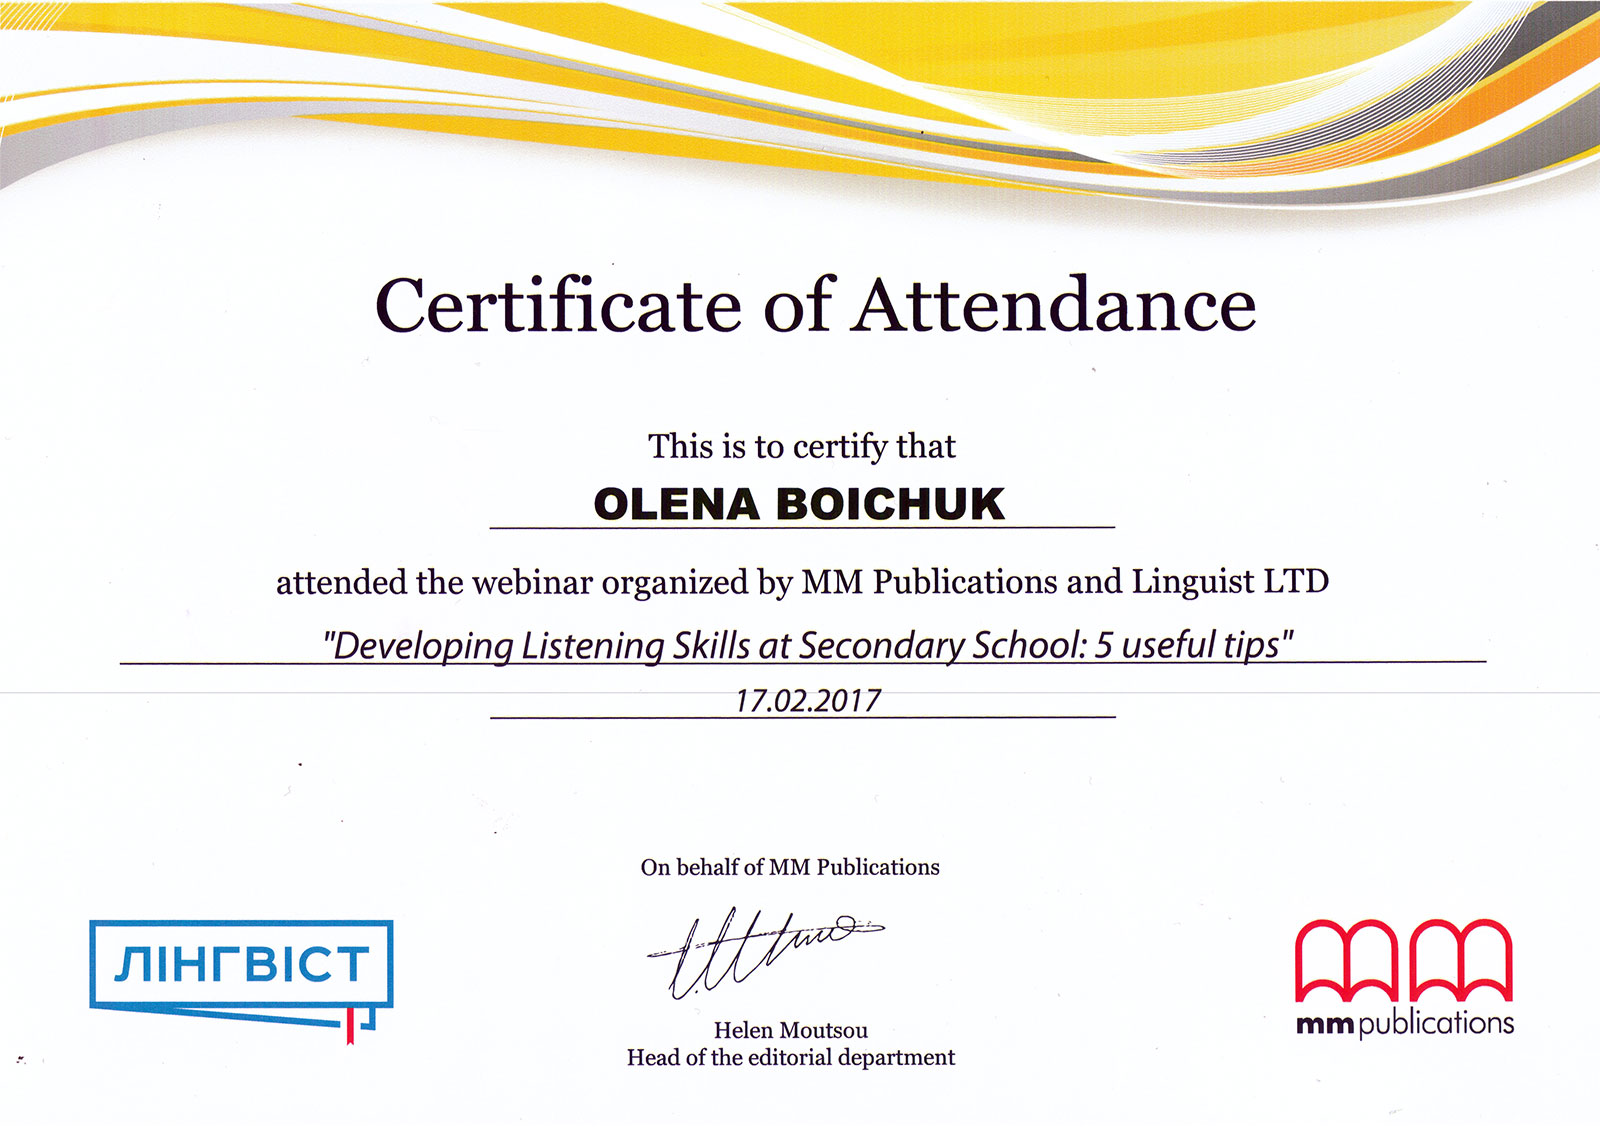 Certificate of Attendance
This is to certify that
OLENA BOICHUK
attended the webinar organized by MM Publications and Linguist LTD
"Developing Listening Skills at Secondary School: 5 useful tips"
17.02.2017
On behalf of MM Publications
ЛІНГВІСТ
mmpublications
Helen Moutsou
Head of the editorial department